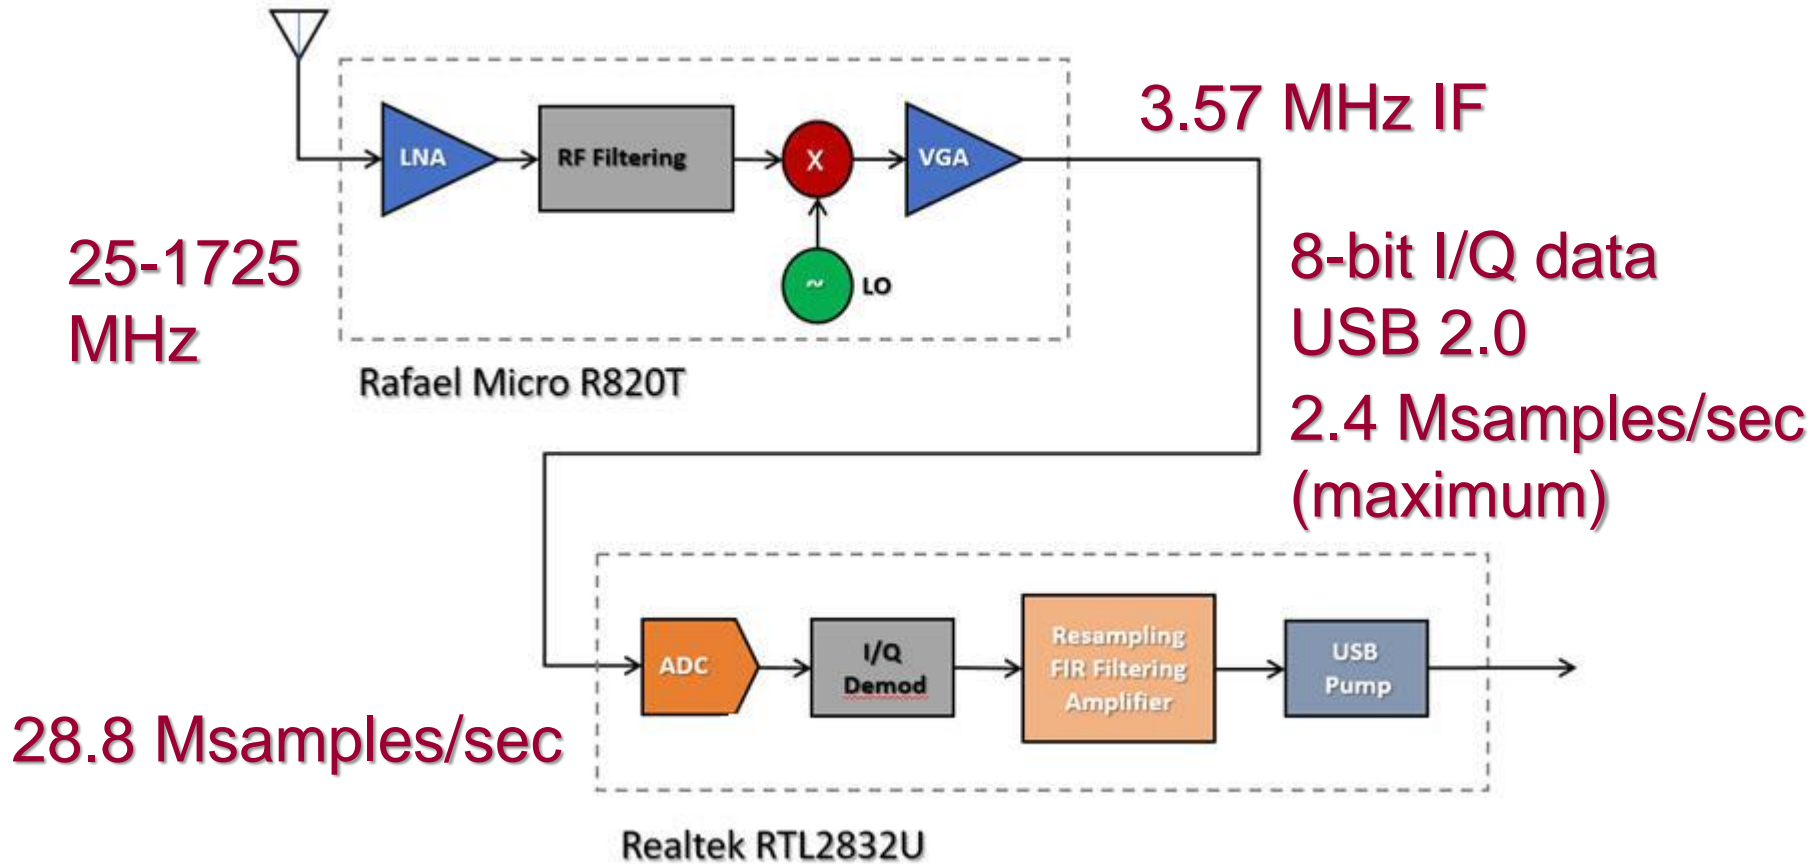 LNA
RF Filtering
X
VGA
3.57 MHz IF
25-1725
MHz
~
LO
8-bit I/Q data
USB 2.0
2.4 Msamples/sec
(maximum)
Rafael Micro R820T
28.8 Msamples/sec
ADC
I/Q
Demod
Resampling
FIR Filtering
Amplifier
USB
Pump
Realtek RTL2832U